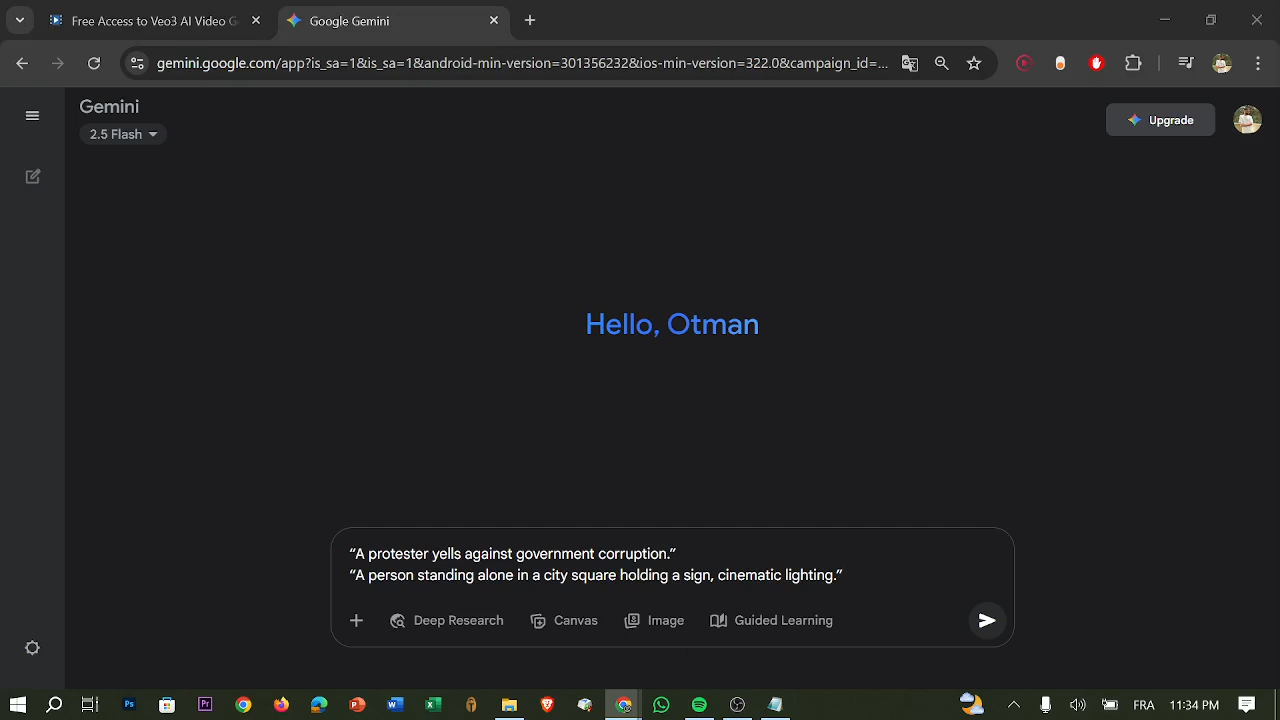 Free Access to Veo3 AI Video G
Google Gemini
gemini.google.com/app?is_sa=1&is_sa=1&android-min-version=301356232&ios-min-version=322.0&campaign_id=...
Gemini
2.5 Flash
Upgrade
Hello, Otman
“A protester yells against government corruption.”
“A person standing alone in a city square holding a sign, cinematic lighting.”
Deep Research
Canvas
Image
Guided Learning
FRA
11:34 PM